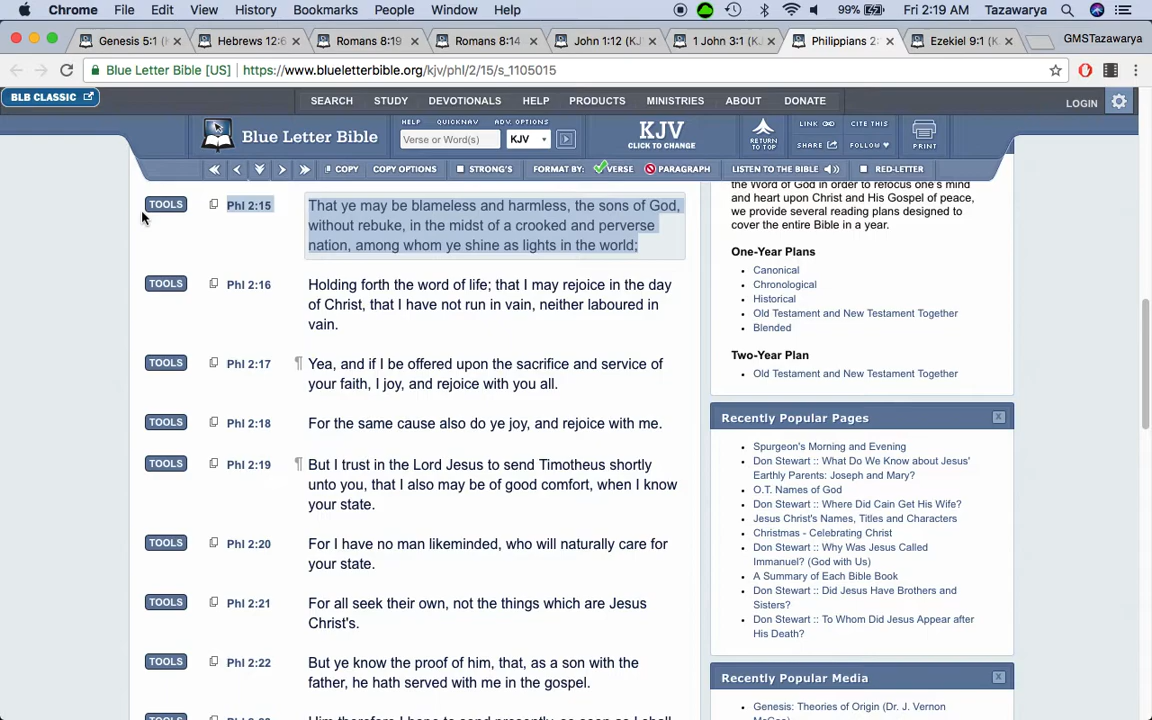 Chrome File Edit View History Bookmarks People Window Help 99% Fri 2:19 AM Tazawarya
Genesis 5:1 ( Hebrews 12:6 Romans 8:19 Romans 8:14 John 1:12 (K 1 John 3:1 (K Philippians 2: Ezekiel 9:1 (K GMSTazawarya
Blue Letter Bible [US] https://www.blueletterbible.org/kjv/phl/2/15/s_1105015
BLB CLASSIC SEARCH STUDY DEVOTIONALS HELP PRODUCTS MINISTRIES ABOUT DONATE LOGIN
Blue Letter Bible
HELP QUICKNAV ADV. OPTIONS
Verse or Word(s) KJV
KJV
CLICK TO CHANGE
RETURN
TO TOP
LINK CITE THIS
SHARE FOLLOW
PRINT
COPY COPY OPTIONS STRONG'S FORMAT BY: VERSE PARAGRAPH LISTEN TO THE BIBLE RED-LETTER
TOOLS Phl 2:15 That ye may be blameless and harmless, the sons of God,
without rebuke, in the midst of a crooked and perverse
nation, among whom ye shine as lights in the world;
TOOLS Phl 2:16 Holding forth the word of life; that I may rejoice in the day
of Christ, that I have not run in vain, neither laboured in
vain.
TOOLS Phl 2:17 ¶ Yea, and if I be offered upon the sacrifice and service of
your faith, I joy, and rejoice with you all.
TOOLS Phl 2:18 For the same cause also do ye joy, and rejoice with me.
TOOLS Phl 2:19 ¶ But I trust in the Lord Jesus to send Timotheus shortly
unto you, that I also may be of good comfort, when I know
your state.
TOOLS Phl 2:20 For I have no man likeminded, who will naturally care for
your state.
TOOLS Phl 2:21 For all seek their own, not the things which are Jesus
Christ's.
TOOLS Phl 2:22 But ye know the proof of him, that, as a son with the
father, he hath served with me in the gospel.
the Word of God in order to refocus one's mind
and heart upon Christ and His Gospel of peace,
we provide several reading plans designed to
cover the entire Bible in a year.
One-Year Plans
Canonical
Chronological
Historical
Old Testament and New Testament Together
Blended
Two-Year Plan
Old Testament and New Testament Together
Recently Popular Pages
Spurgeon's Morning and Evening
Don Stewart :: What Do We Know about Jesus'
Earthly Parents: Joseph and Mary?
O.T. Names of God
Don Stewart :: Where Did Cain Get His Wife?
Jesus Christ's Names, Titles and Characters
Christmas - Celebrating Christ
Don Stewart :: Why Was Jesus Called
Immanuel? (God with Us)
A Summary of Each Bible Book
Don Stewart :: Did Jesus Have Brothers and
Sisters?
Don Stewart :: To Whom Did Jesus Appear after
His Death?
Recently Popular Media
Genesis: Theories of Origin (Dr. J. Vernon